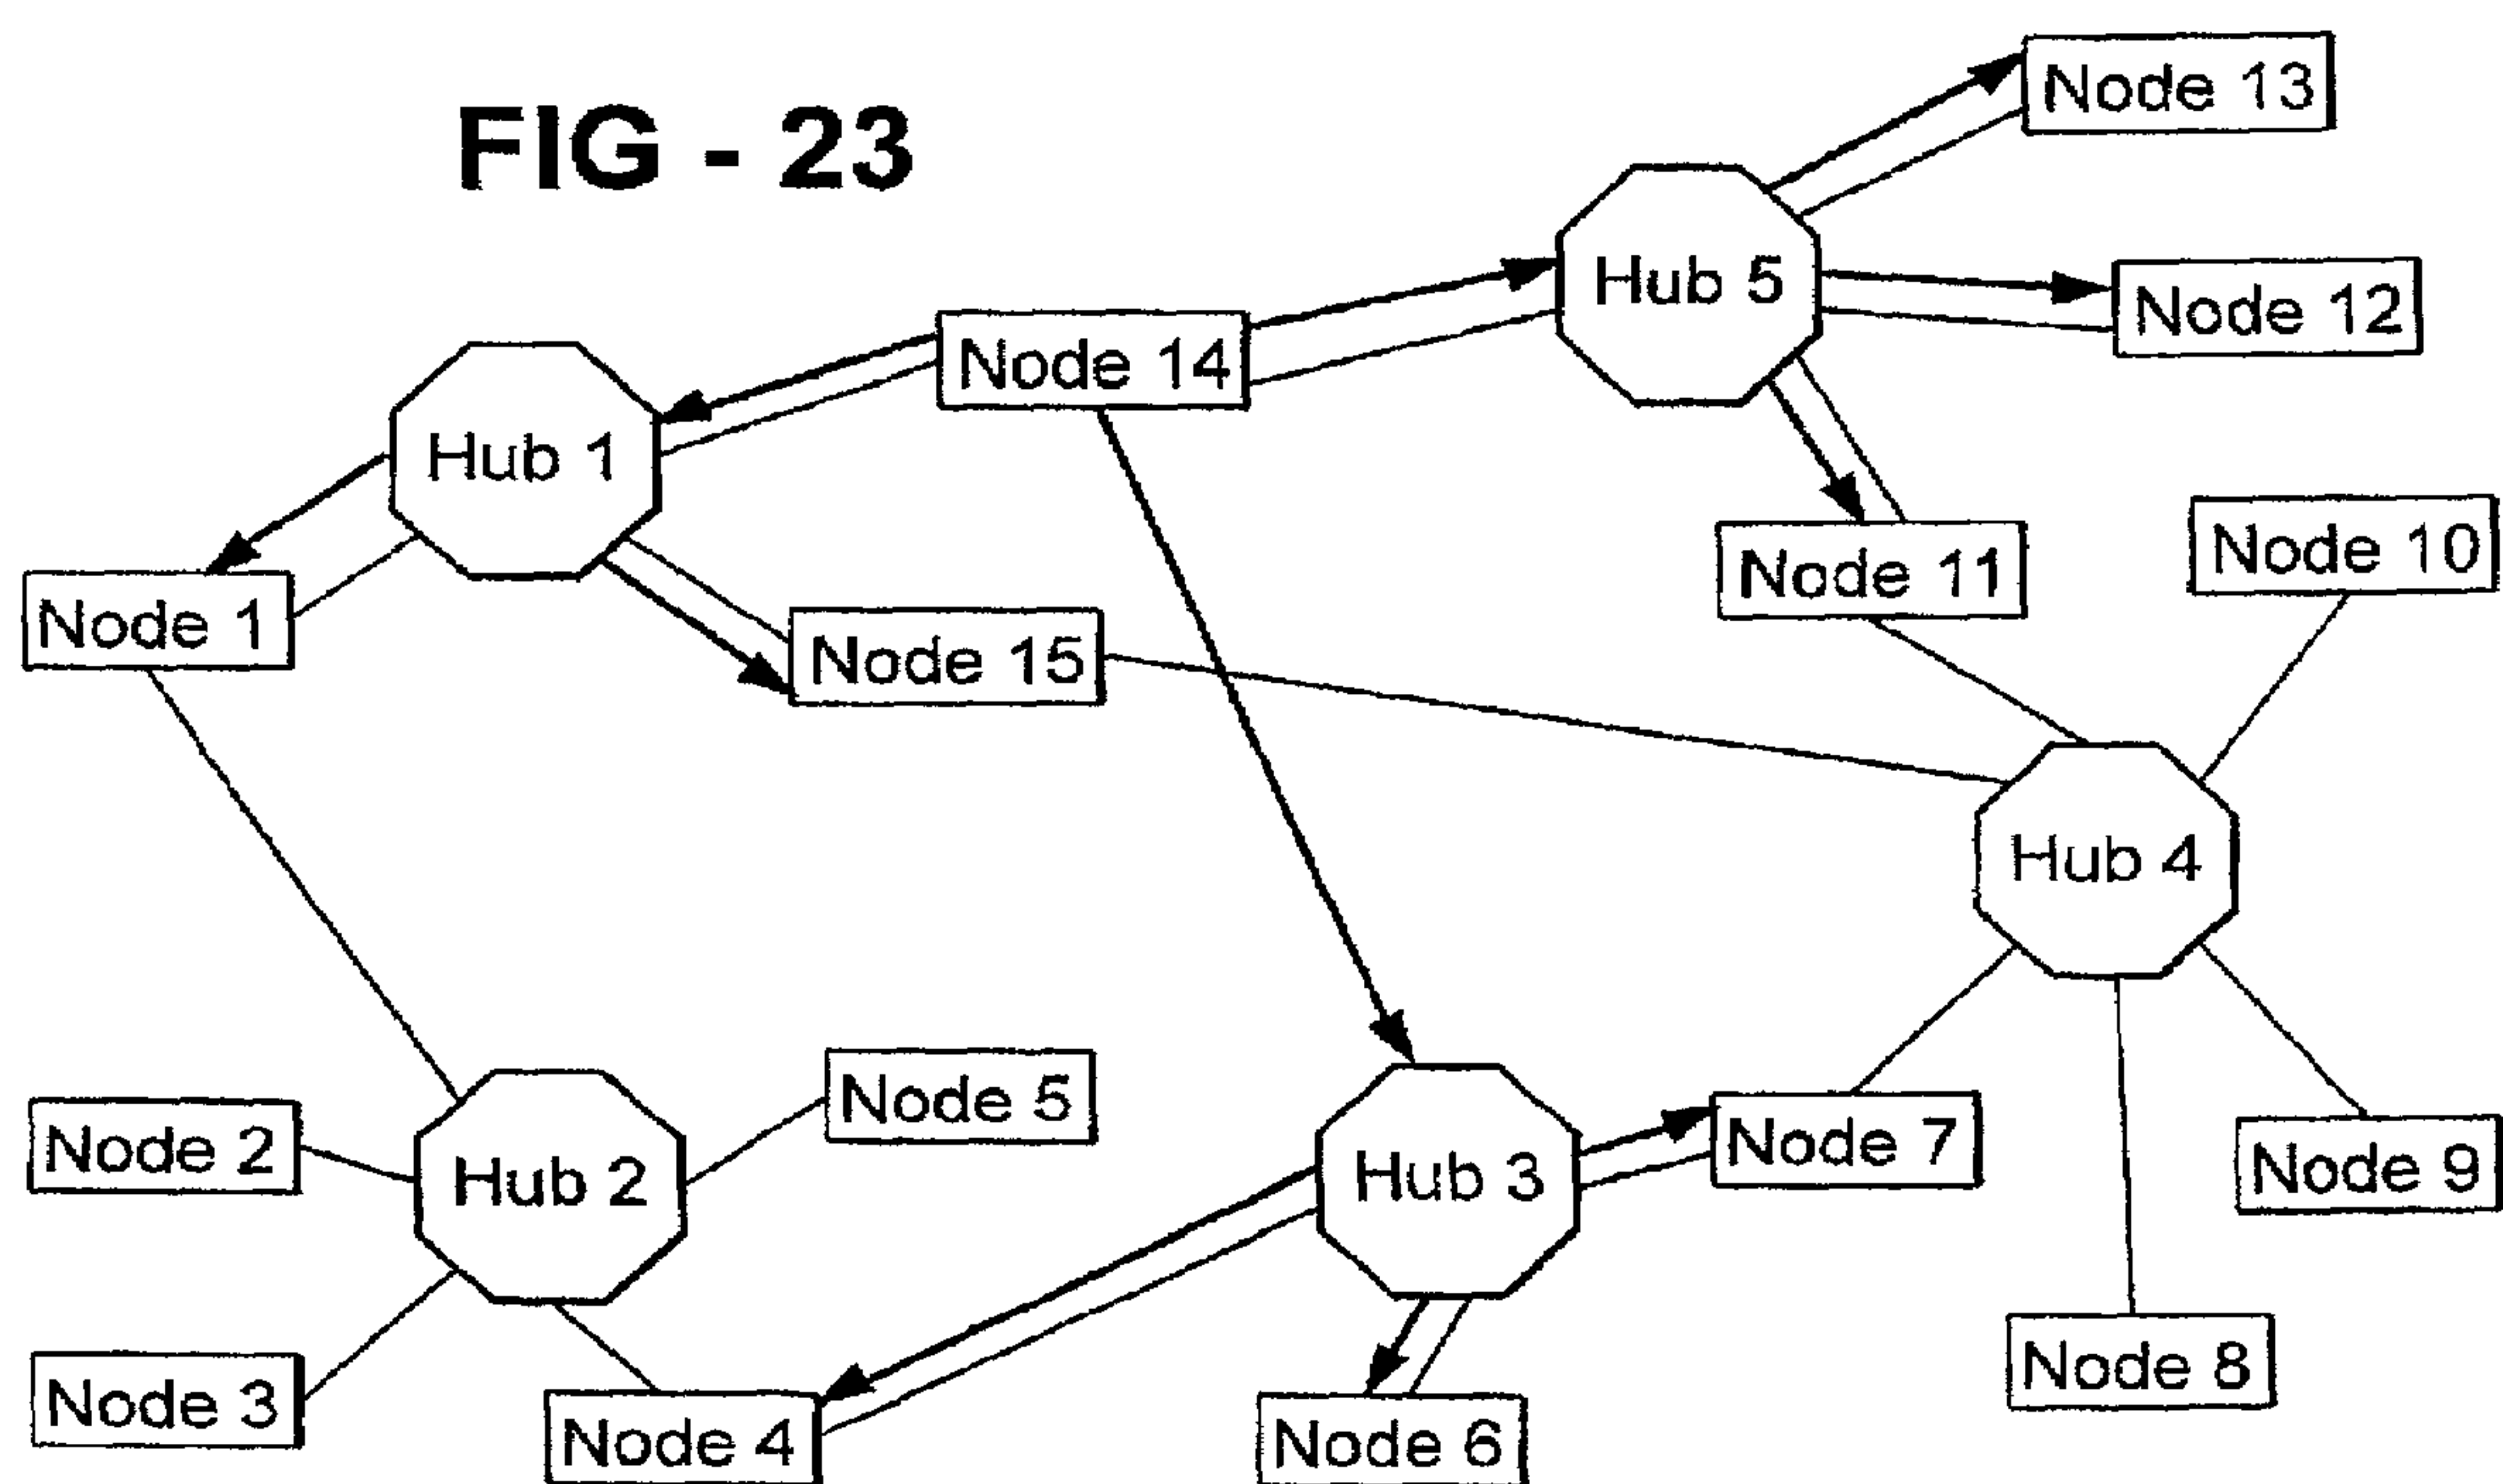 FIG - 23
Node 13
Hub 5
Node 12
Node 14
Hub 1
Node 11
Node 10
Node 1
Node 15
Hub 4
Node 5
Node 2
Hub 2
Hub 3
Node 7
Node 9
Node 3
Node 4
Node 6
Node 8